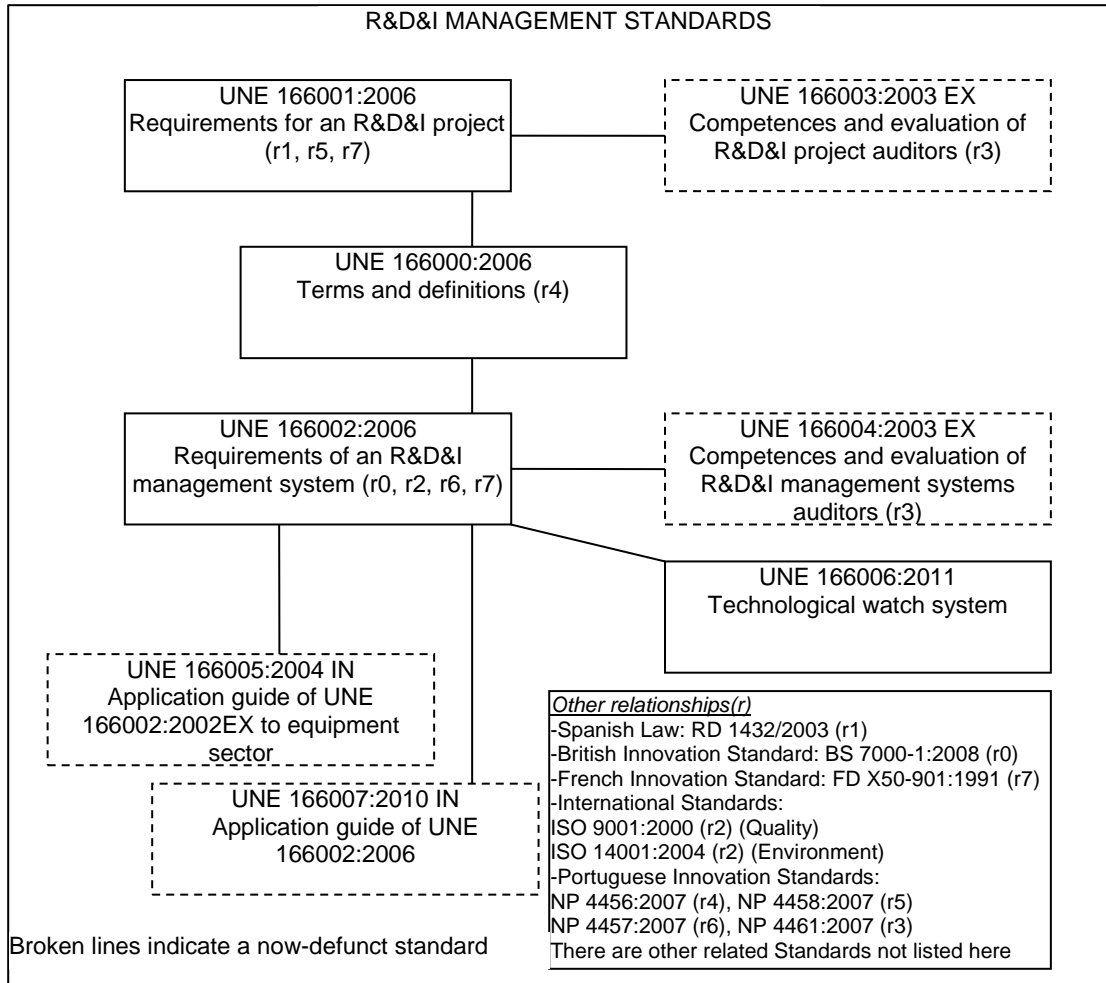 R&D&I MANAGEMENT STANDARDS
UNE 166001:2006
Requirements for an R&D&I project
(r1, r5, r7)
UNE 166003:2003 EX
Competences and evaluation of
R&D&I project auditors (r3)
UNE 166000:2006
Terms and definitions (r4)
UNE 166002:2006
Requirements of an R&D&I
management system (r0, r2, r6, r7)
UNE 166004:2003 EX
Competences and evaluation of
R&D&I management systems
auditors (r3)
UNE 166006:2011
Technological watch system
UNE 166005:2004 IN
Application guide of UNE
166002:2002EX to equipment
sector
UNE 166007:2010 IN
Application guide of UNE
166002:2006
Other relationships(r)
-Spanish Law: RD 1432/2003 (r1)
-British Innovation Standard: BS 7000-1:2008 (r0)
-French Innovation Standard: FD X50-901:1991 (r7)
-International Standards:
ISO 9001:2000 (r2) (Quality)
ISO 14001:2004 (r2) (Environment)
-Portuguese Innovation Standards:
NP 4456:2007 (r4), NP 4458:2007 (r5)
NP 4457:2007 (r6), NP 4461:2007 (r3)
There are other related Standards not listed here
Broken lines indicate a now-defunct standard